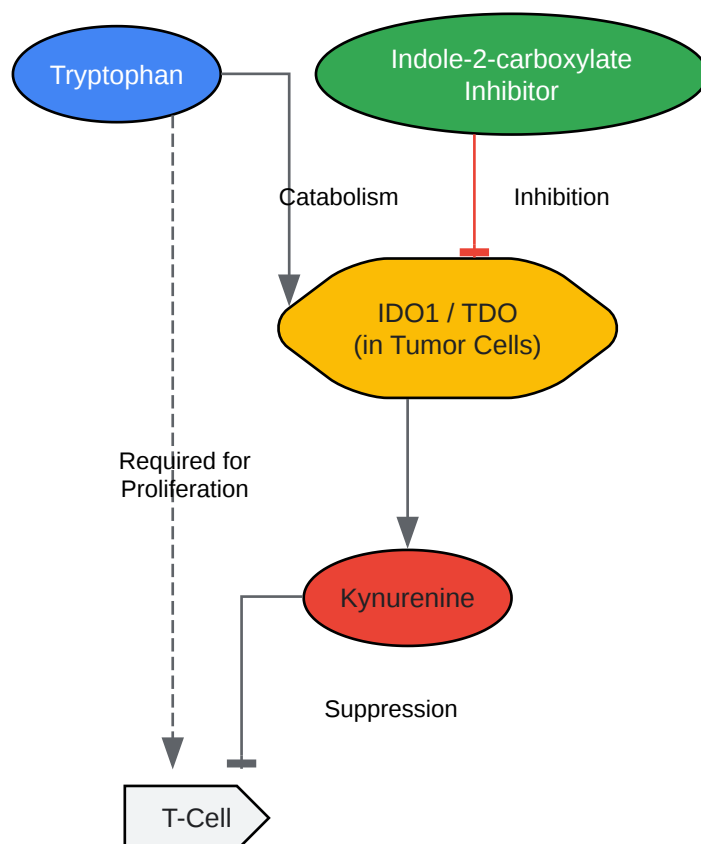 Tryptophan
Indole-2-carboxylate
Inhibitor
Catabolism
Inhibition
IDO1 / TDO
(in Tumor Cells)
Required for
Proliferation
Kynurenine
Suppression
T-Cell